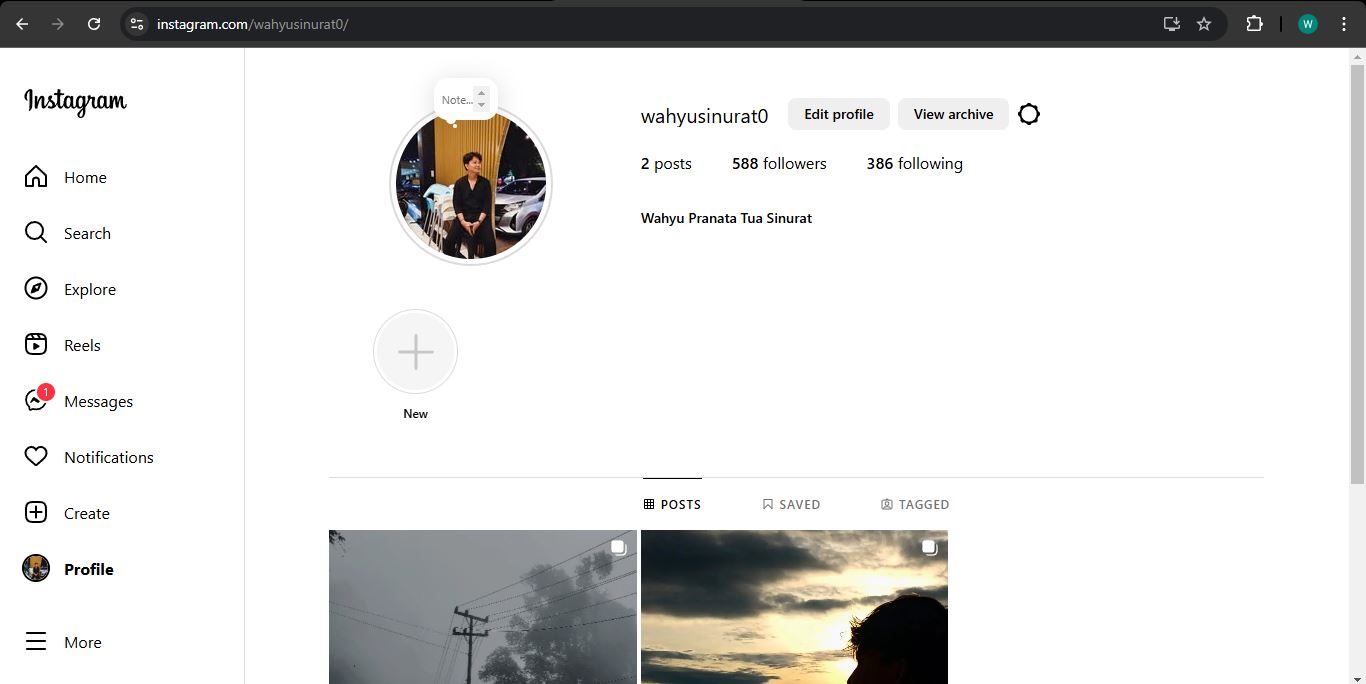 instagram.com/wahyusinurat0/
W
Instagram
Home
Search
Explore
Reels
1
Messages
Notifications
Create
Profile
More
Note...
wahyusinurat0 Edit profile View archive
2 posts 588 followers 386 following
Wahyu Pranata Tua Sinurat
New
POSTS SAVED TAGGED